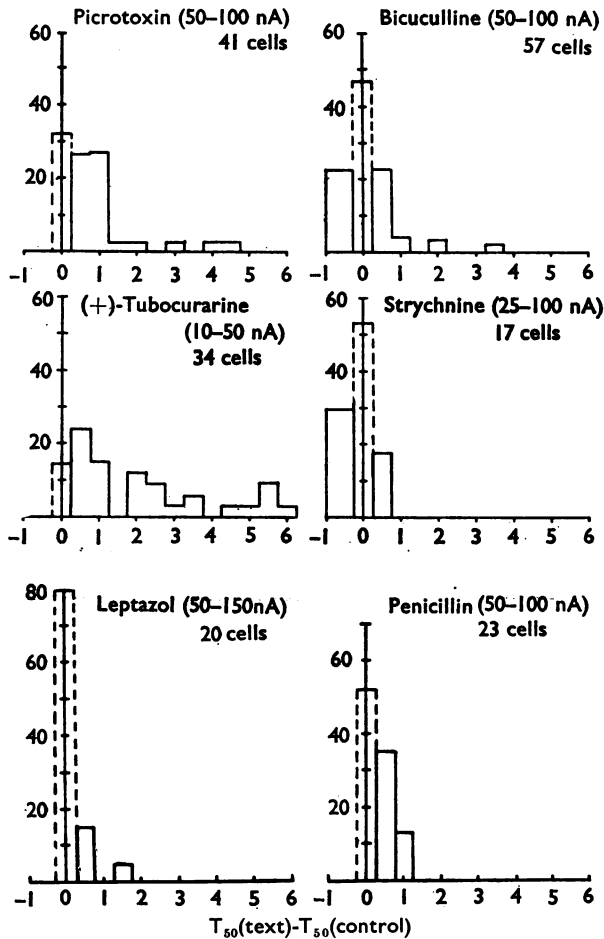 Picrotoxin (50–100 nA)
41 cells
60
40
20
–1 0 1 2 3 4 5 6
Bicuculline (50–100 nA)
57 cells
60
40
20
–1 0 1 2 3 4 5 6
(+)-Tubocurarine
(10–50 nA)
34 cells
60
40
20
–1 0 1 2 3 4 5 6
Strychnine (25–100 nA)
17 cells
60
40
20
–1 0 1 2 3 4 5 6
Leptazol (50–150nA)
20 cells
80
60
40
20
–1 0 1 2 3 4 5 6
Penicillin (50–100 nA)
23 cells
60
40
20
–1 0 1 2 3 4 5 6
T50(text)-T50(control)